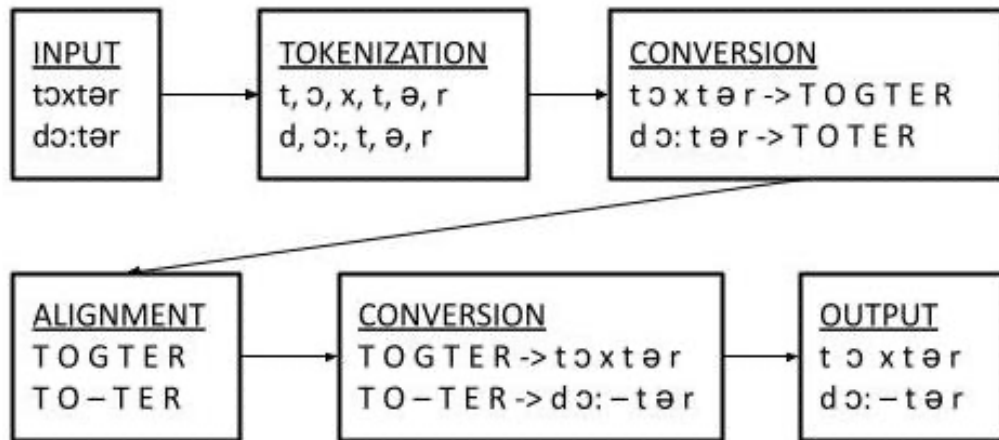 INPUT
tɔxtər
dɔ:tər
TOKENIZATION
t, ɔ, x, t, ə, r
d, ɔ:, t, ə, r
CONVERSION
t ɔ x t ə r -> T O G T E R
d ɔ: t ə r -> T O T E R
ALIGNMENT
T O G T E R
T O – T E R
CONVERSION
T O G T E R -> t ɔ x t ə r
T O – T E R -> d ɔ: – t ə r
OUTPUT
t ɔ x t ə r
d ɔ: – t ə r